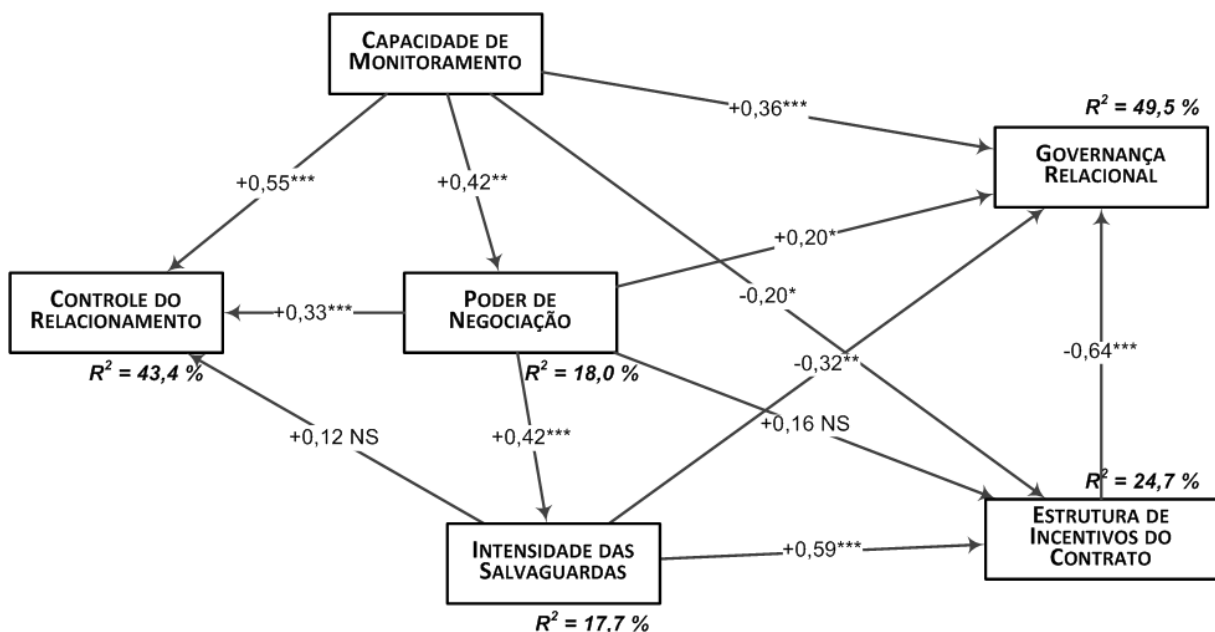 CAPACIDADE DE
MONITORAMENTO
+0,36***
R² = 49,5 %
GOVERNANÇA
RELACIONAL
+0,55***
+0,42**
+0,20*
CONTROLE DO
RELACIONAMENTO
R² = 43,4 %
+0,33***
PODER DE
NEGOCIAÇÃO
R² = 18,0 %
-0,20*
-0,32**
-0,64***
+0,12 NS
+0,42***
+0,16 NS
R² = 24,7 %
ESTRUTURA DE
INCENTIVOS DO
CONTRATO
INTENSIDADE DAS
SALVAGUARDAS
+0,59***
R² = 17,7 %